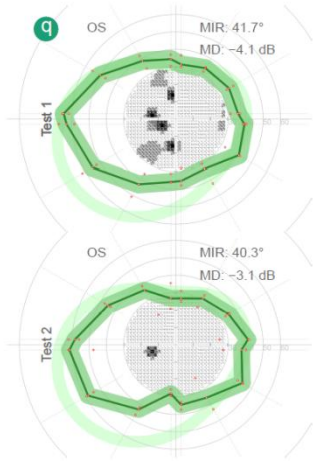 q
OS
MIR: 41.7°
MD: −4.1 dB
Test 1
OS
MIR: 40.3°
MD: −3.1 dB
Test 2